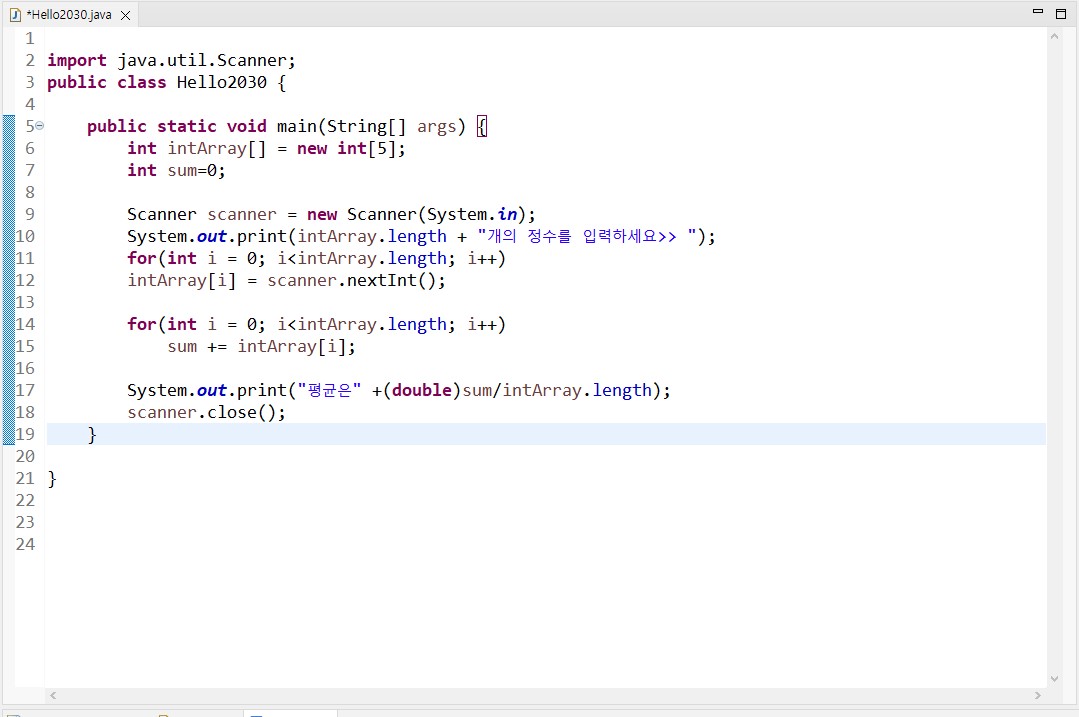 *Hello2030.java
1
2 import java.util.Scanner;
3 public class Hello2030 {
4
5 public static void main(String[] args) {
6 int intArray[] = new int[5];
7 int sum=0;
8
9 Scanner scanner = new Scanner(System.in);
10 System.out.print(intArray.length + "개의 정수를 입력하세요>> ");
11 for(int i = 0; i<intArray.length; i++)
12 intArray[i] = scanner.nextInt();
13
14 for(int i = 0; i<intArray.length; i++)
15 sum += intArray[i];
16
17 System.out.print("평균은" +(double)sum/intArray.length);
18 scanner.close();
19 }
20
21 }
22
23
24